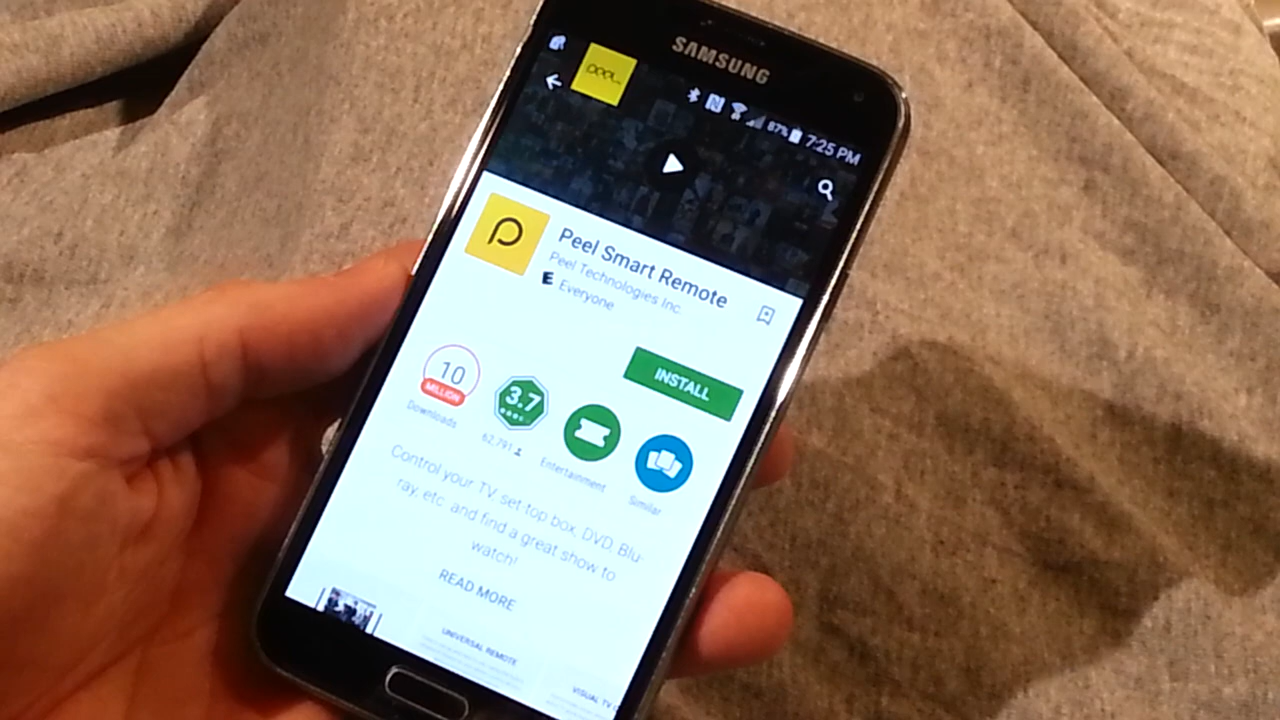 SAMSUNG
peel
87% 7:25 PM
Peel Smart Remote
Peel Technologies Inc.
E Everyone
INSTALL
10
MILLION
Downloads
3.7
62,791
Entertainment
Similar
Control your TV, set-top box, DVD, Blu-
ray, etc. and find a great show to
watch!
READ MORE
UNIVERSAL REMOTE
VISUAL TV